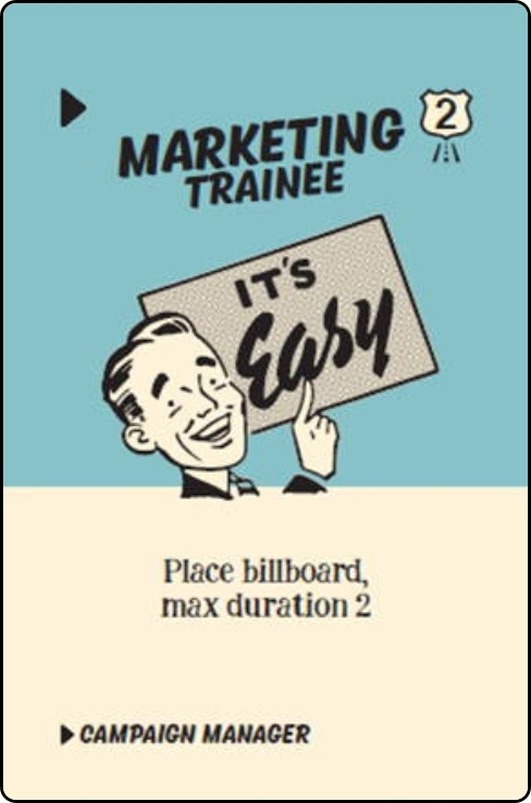 2
MARKETING
TRAINEE
IT'S
Easy
Place billboard,
max duration 2
CAMPAIGN MANAGER